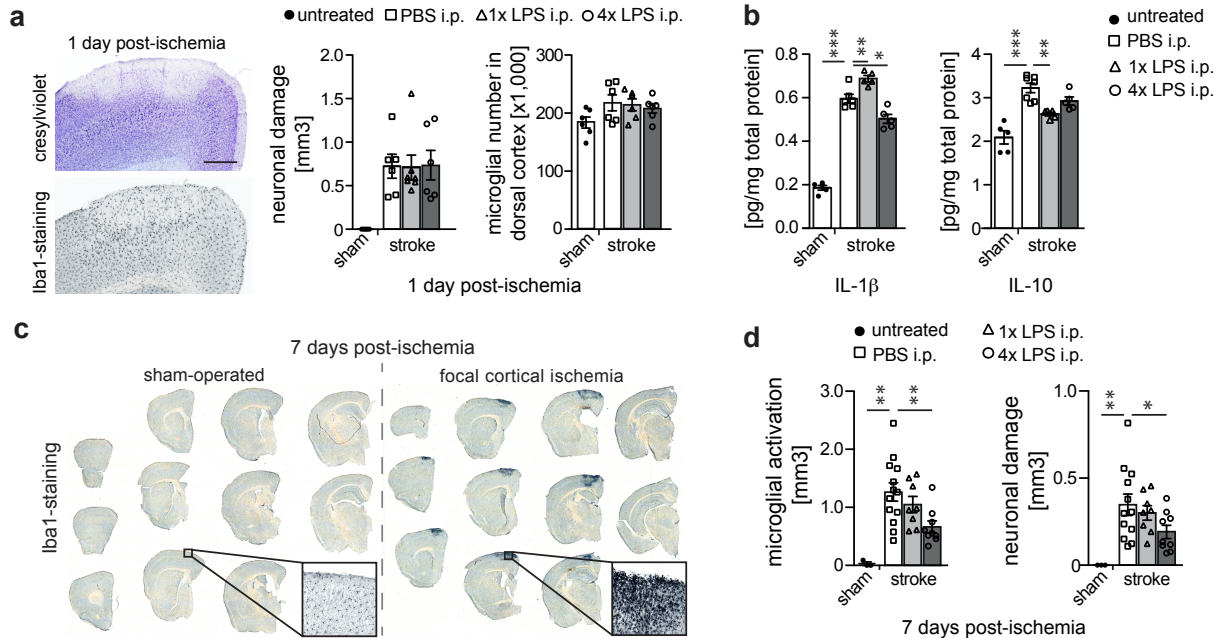 a
● untreated □ PBS i.p. △ 1x LPS i.p. ○ 4x LPS i.p.
1 day post-ischemia
cresylviolet
Iba1-staining
neuronal damage
[mm3]
2.0
1.5
1.0
0.5
0.0
sham
stroke
microglial number in
dorsal cortex [x1,000]
300
200
100
0
sham
stroke
1 day post-ischemia
b
● untreated
□ PBS i.p.
△ 1x LPS i.p.
○ 4x LPS i.p.
[pg/mg total protein]
0.8
0.6
0.4
0.2
0.0
***
**
*
sham
stroke
IL-1β
[pg/mg total protein]
4
3
2
1
0
***
**
sham
stroke
IL-10
c
7 days post-ischemia
sham-operated
focal cortical ischemia
Iba1-staining
d
● untreated △ 1x LPS i.p.
□ PBS i.p. ○ 4x LPS i.p.
microglial activation
[mm3]
3.0
2.0
1.0
0.0
**
**
sham
stroke
neuronal damage
[mm3]
1.0
0.5
0
**
*
sham
stroke
7 days post-ischemia